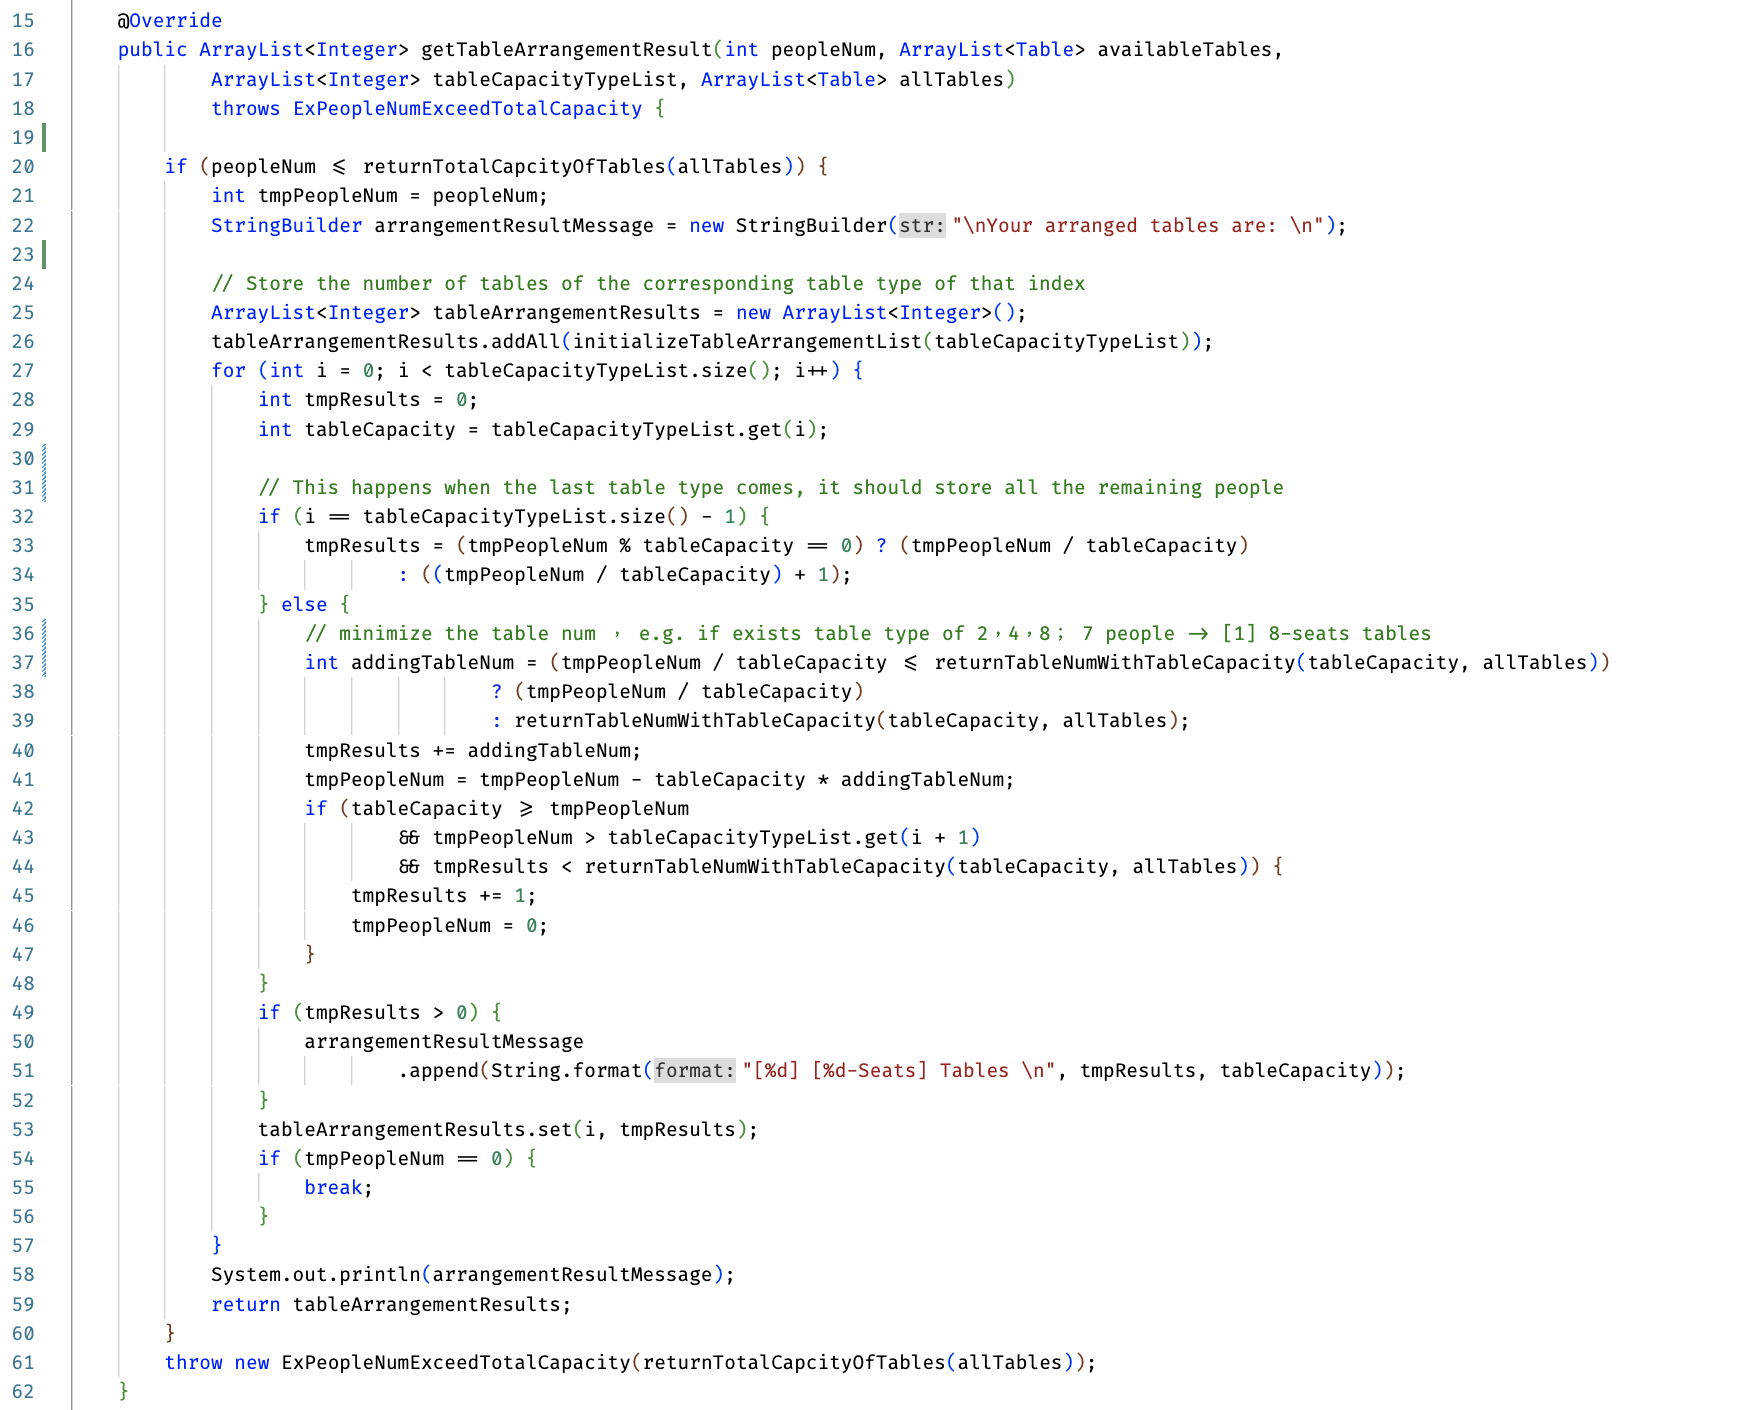 15 @Override
16 public ArrayList<Integer> getTableArrangementResult(int peopleNum, ArrayList<Table> availableTables,
17 ArrayList<Integer> tableCapacityTypeList, ArrayList<Table> allTables)
18 throws ExPeopleNumExceedTotalCapacity {
19
20 if (peopleNum <= returnTotalCapcityOfTables(allTables)) {
21 int tmpPeopleNum = peopleNum;
22 StringBuilder arrangementResultMessage = new StringBuilder(str: "\nYour arranged tables are: \n");
23
24 // Store the number of tables of the corresponding table type of that index
25 ArrayList<Integer> tableArrangementResults = new ArrayList<Integer>();
26 tableArrangementResults.addAll(initializeTableArrangementList(tableCapacityTypeList));
27 for (int i = 0; i < tableCapacityTypeList.size(); i++) {
28 int tmpResults = 0;
29 int tableCapacity = tableCapacityTypeList.get(i);
30
31 // This happens when the last table type comes, it should store all the remaining people
32 if (i == tableCapacityTypeList.size() - 1) {
33 tmpResults = (tmpPeopleNum % tableCapacity == 0) ? (tmpPeopleNum / tableCapacity)
34 : ((tmpPeopleNum / tableCapacity) + 1);
35 } else {
36 // minimize the table num ， e.g. if exists table type of 2，4，8； 7 people -> [1] 8-seats tables
37 int addingTableNum = (tmpPeopleNum / tableCapacity <= returnTableNumWithTableCapacity(tableCapacity, allTables))
38 ? (tmpPeopleNum / tableCapacity)
39 : returnTableNumWithTableCapacity(tableCapacity, allTables);
40 tmpResults += addingTableNum;
41 tmpPeopleNum = tmpPeopleNum - tableCapacity * addingTableNum;
42 if (tableCapacity >= tmpPeopleNum
43 && tmpPeopleNum > tableCapacityTypeList.get(i + 1)
44 && tmpResults < returnTableNumWithTableCapacity(tableCapacity, allTables)) {
45 tmpResults += 1;
46 tmpPeopleNum = 0;
47 }
48 }
49 if (tmpResults > 0) {
50 arrangementResultMessage
51 .append(String.format(format: "[%d] [%d-Seats] Tables \n", tmpResults, tableCapacity));
52 }
53 tableArrangementResults.set(i, tmpResults);
54 if (tmpPeopleNum == 0) {
55 break;
56 }
57 }
58 System.out.println(arrangementResultMessage);
59 return tableArrangementResults;
60 }
61 throw new ExPeopleNumExceedTotalCapacity(returnTotalCapcityOfTables(allTables));
62 }